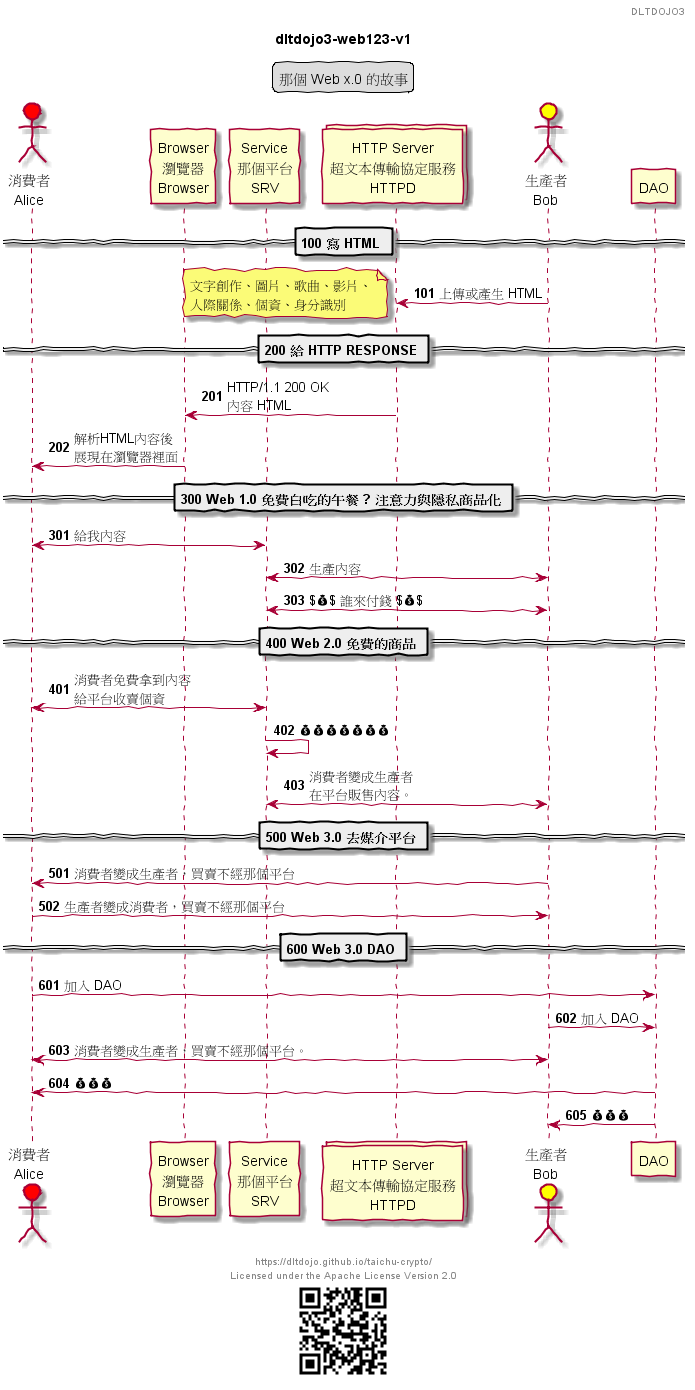 DLTDOJO3
dltdojo3-web123-v1
那個 Web x.0 的故事
消費者
Alice
Browser
瀏覽器
Browser
Service
那個平台
SRV
HTTP Server
超文本傳輸協定服務
HTTPD
生產者
Bob
DAO
100 寫 HTML
文字創作、圖片、歌曲、影片、
人際關係、個資、身分識別
101 上傳或產生 HTML
200 給 HTTP RESPONSE
201 HTTP/1.1 200 OK
內容 HTML
202 解析HTML內容後
展現在瀏覽器裡面
300 Web 1.0 免費白吃的午餐？注意力與隱私商品化
301 給我內容
302 生產內容
303 $💰$ 誰來付錢 $💰$
400 Web 2.0 免費的商品
401 消費者免費拿到內容
給平台收賣個資
402 💰💰💰💰💰💰💰
403 消費者變成生產者
在平台販售內容。
500 Web 3.0 去媒介平台
501 消費者變成生產者，買賣不經那個平台
502 生產者變成消費者，買賣不經那個平台
600 Web 3.0 DAO
601 加入 DAO
602 加入 DAO
603 消費者變成生產者，買賣不經那個平台。
604 💰💰💰
605 💰💰💰
消費者
Alice
Browser
瀏覽器
Browser
Service
那個平台
SRV
HTTP Server
超文本傳輸協定服務
HTTPD
生產者
Bob
DAO
https://dltdojo.github.io/taichu-crypto/
Licensed under the Apache License Version 2.0